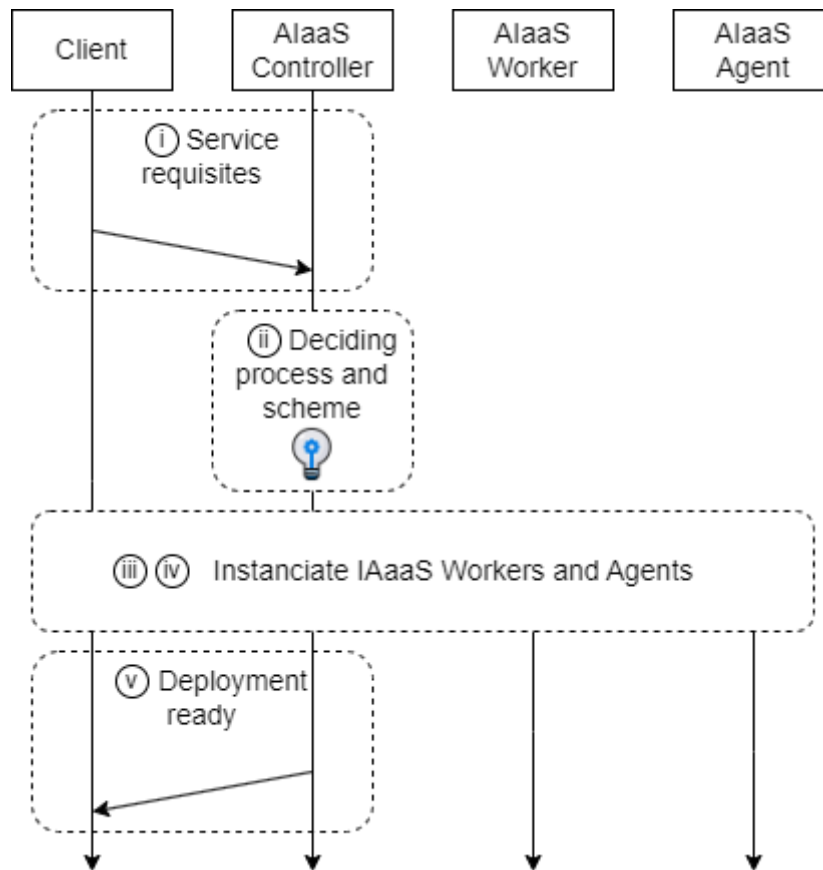 Client
AIaaS
Controller
AIaaS
Worker
AIaaS
Agent
i Service
requisites
ii Deciding
process and
scheme
iii iv Instanciate IAaaS Workers and Agents
v Deployment
ready